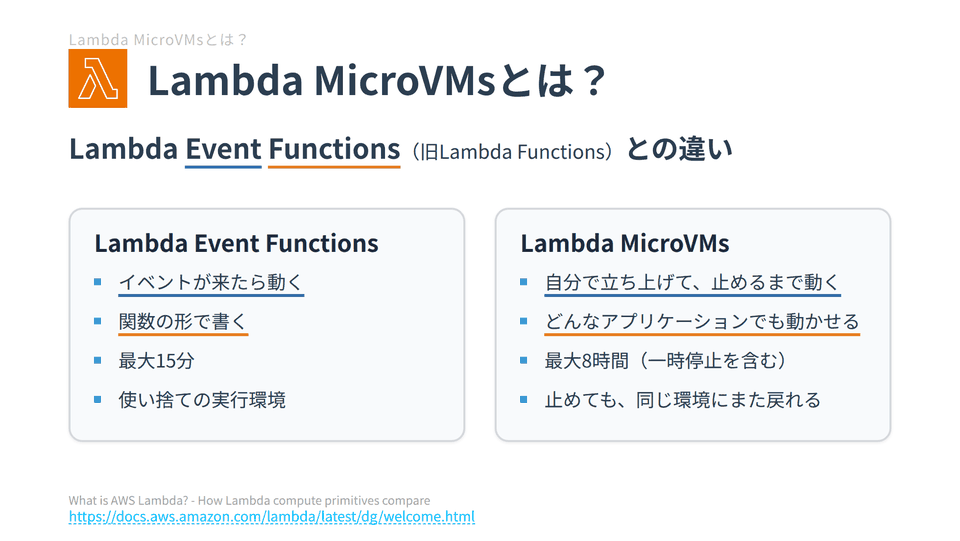 Lambda MicroVMsとは？
Lambda MicroVMsとは？
Lambda Event Functions（旧Lambda Functions）との違い
Lambda Event Functions
イベントが来たら動く
関数の形で書く
最大15分
使い捨ての実行環境
Lambda MicroVMs
自分で立ち上げて、止めるまで動く
どんなアプリケーションでも動かせる
最大8時間（一時停止を含む）
止めても、同じ環境にまた戻れる
What is AWS Lambda? - How Lambda compute primitives compare
https://docs.aws.amazon.com/lambda/latest/dg/welcome.html